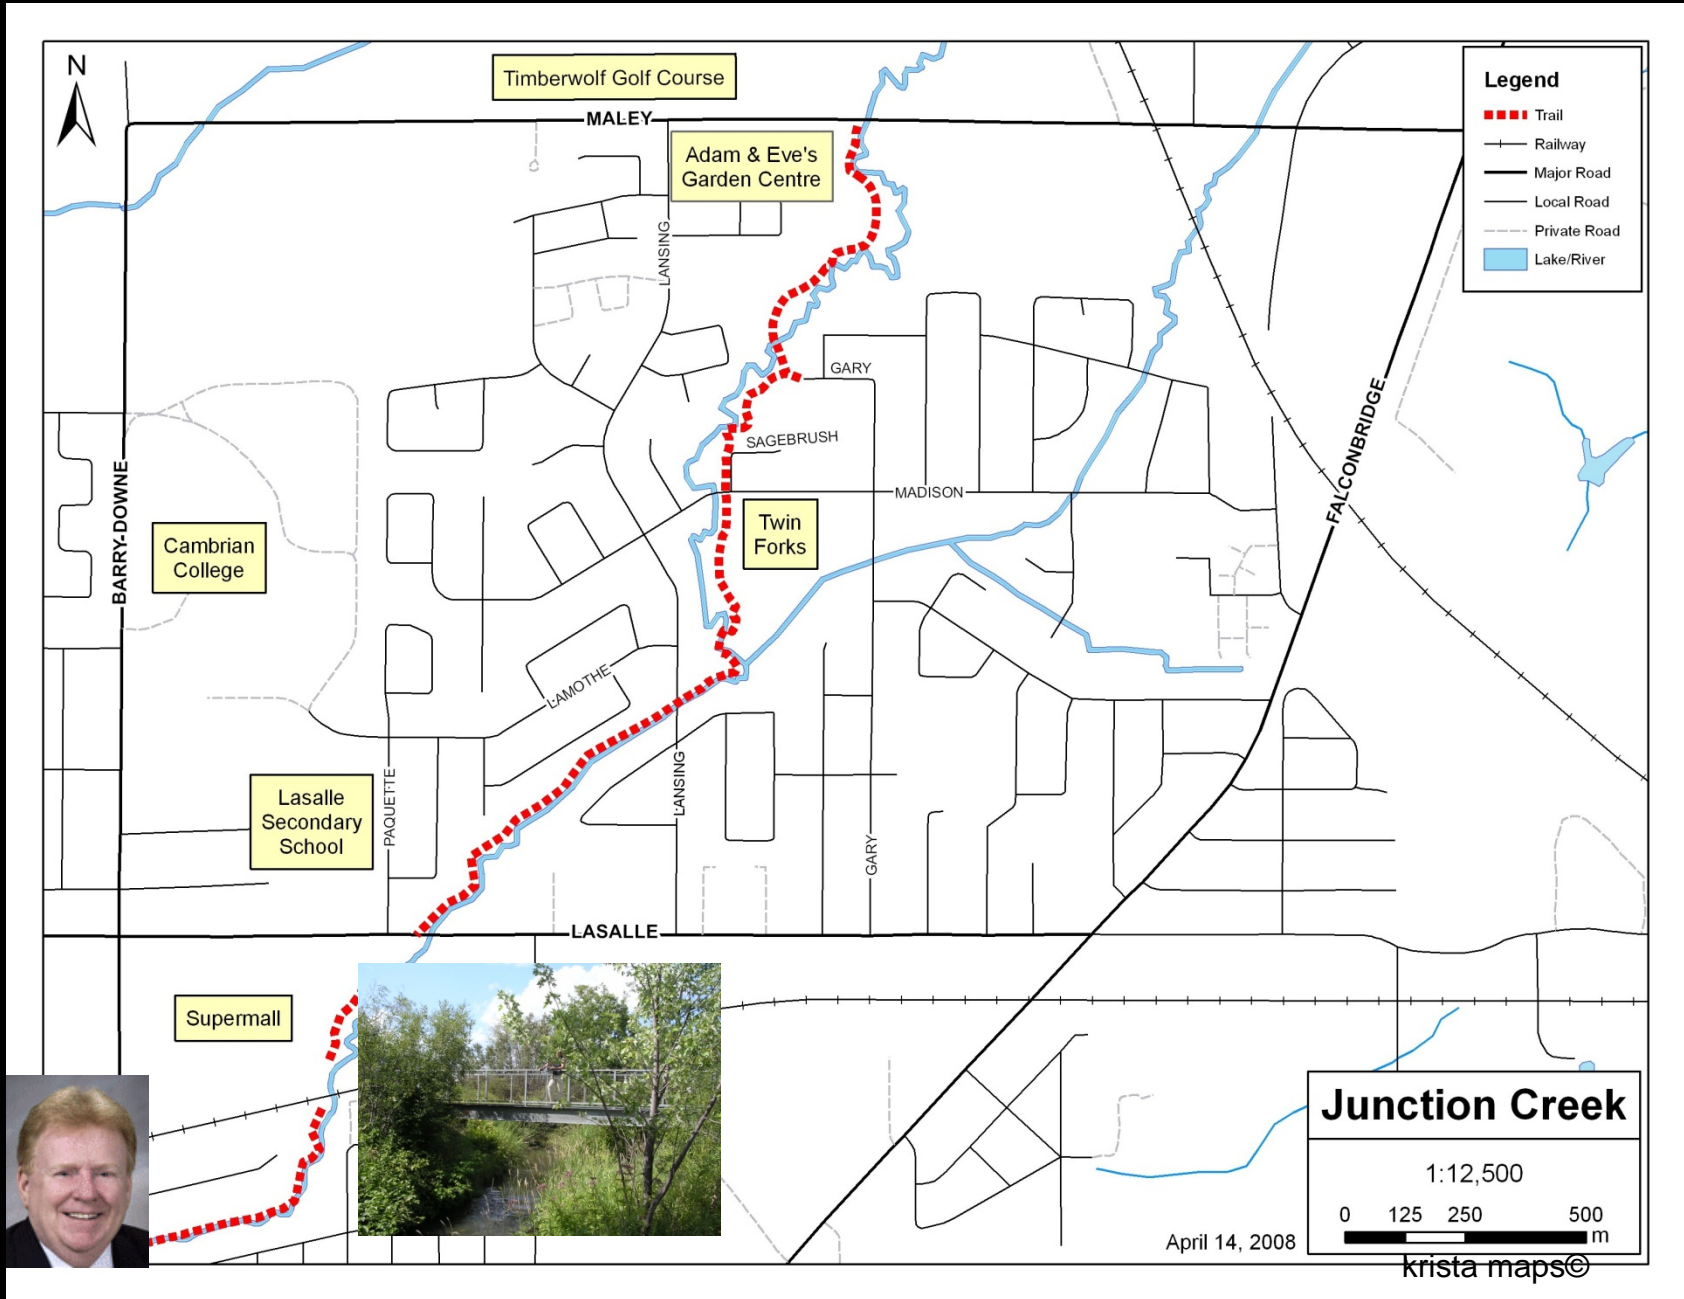 N
Timberwolf Golf Course
MALEY
Adam & Eve's
Garden Centre
Legend
Trail
Railway
Major Road
Local Road
Private Road
Lake/River
LANSING
GARY
SAGEBRUSH
MADISON
FALCONBRIDGE
BARRY-DOWNE
Cambrian
College
Twin
Forks
LAMOTHE
Lasalle
Secondary
School
PAQUETTE
LANSING
GARY
LASALLE
Supermall
Junction Creek
1:12,500
0 125 250 500
m
April 14, 2008
krista maps©